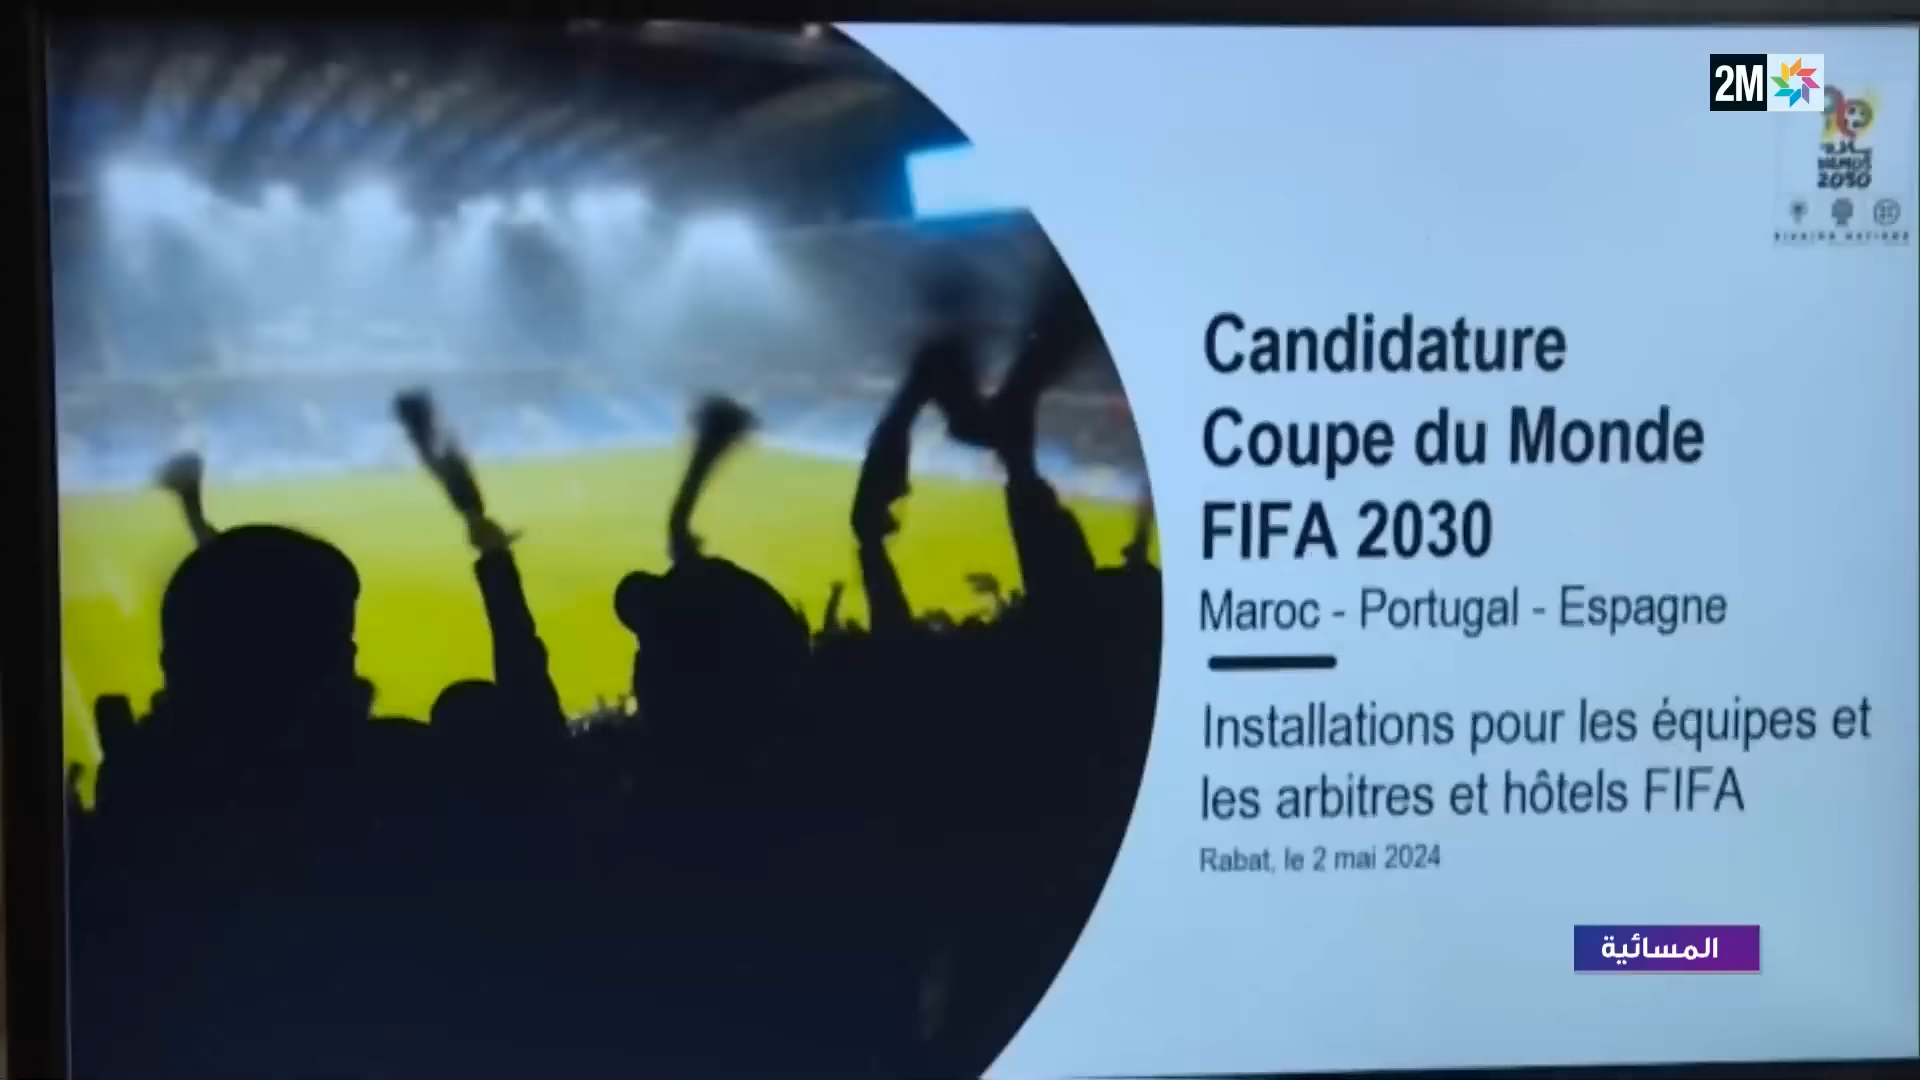 2M
2030
Candidature
Coupe du Monde
FIFA 2030
Maroc - Portugal - Espagne
Installations pour les équipes et
les arbitres et hôtels FIFA
Rabat, le 2 mai 2024
المسائية